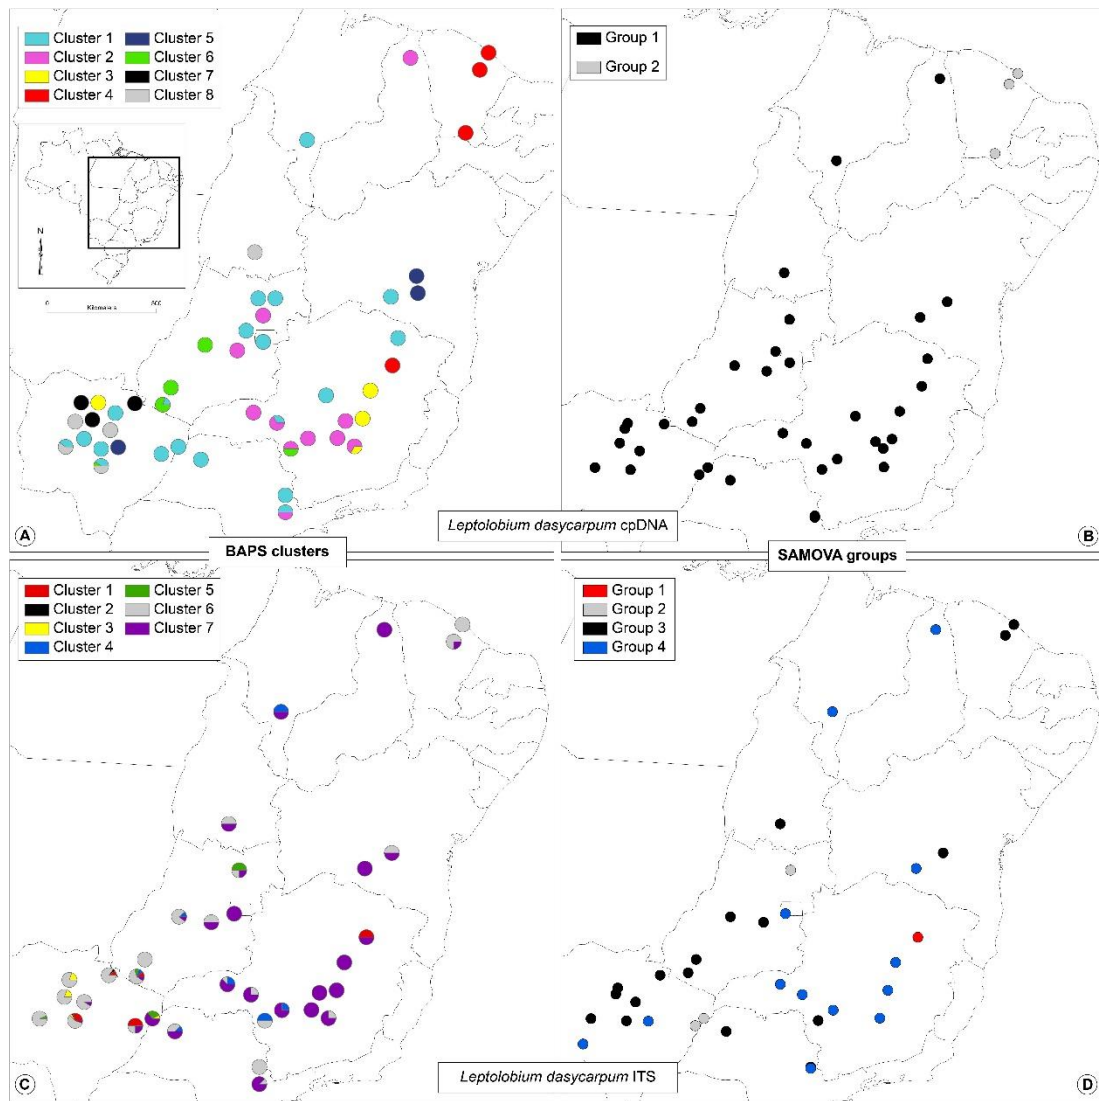 Cluster 1
Cluster 5
Cluster 2
Cluster 6
Cluster 3
Cluster 7
Cluster 4
Cluster 8
N
0
Kilometers
A
Group 1
Group 2
B
Leptolobium dasycarpum cpDNA
BAPS clusters
SAMOVA groups
Cluster 1
Cluster 5
Cluster 2
Cluster 6
Cluster 3
Cluster 7
Cluster 4
C
Group 1
Group 2
Group 3
Group 4
D
Leptolobium dasycarpum ITS